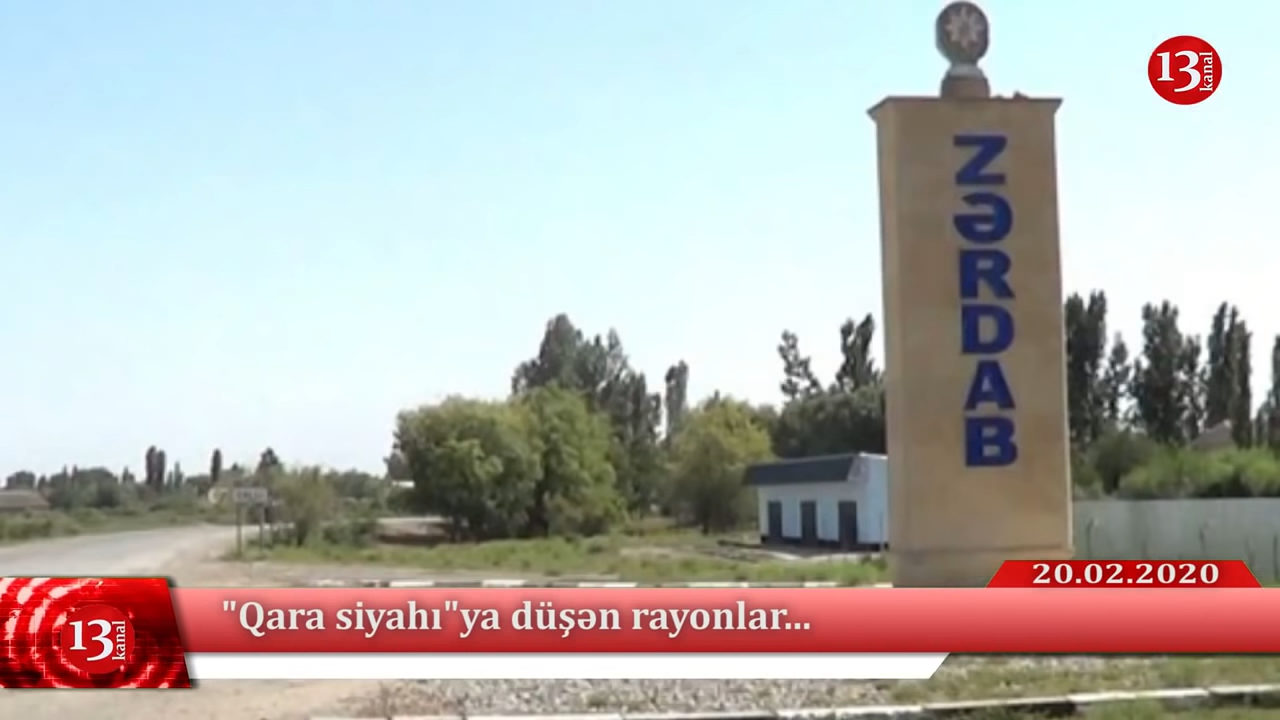 13 kanal
ZƏRDAB
20.02.2020
"Qara siyahı"ya düşən rayonlar...
13 kanal